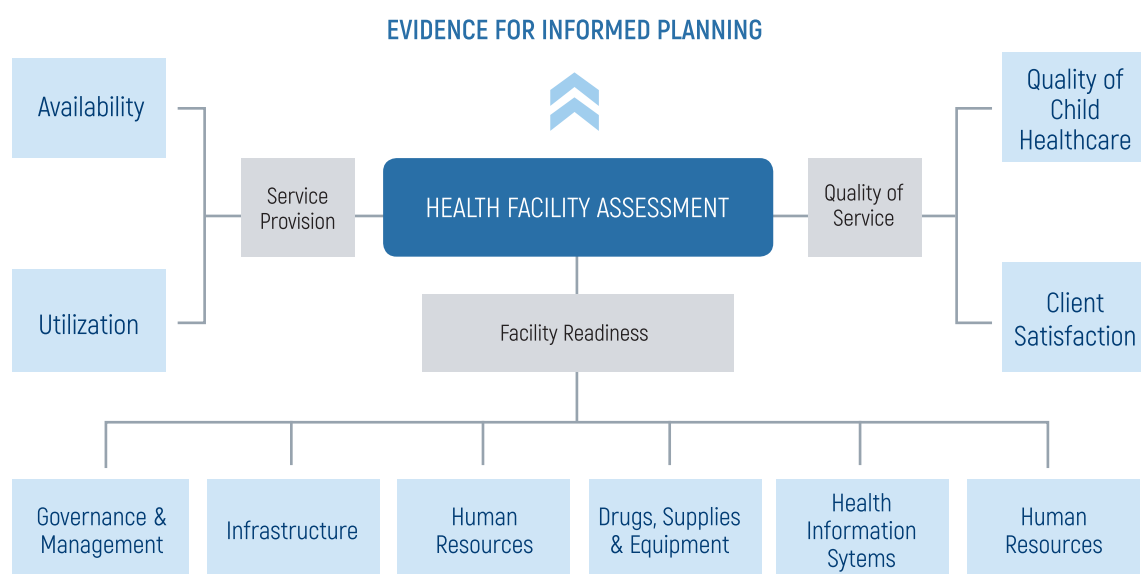 EVIDENCE FOR INFORMED PLANNING
Availability
Utilization
Service
Provision
HEALTH FACILITY ASSESSMENT
Quality of
Service
Quality of
Child
Healthcare
Client
Satisfaction
Facility Readiness
Governance &
Management
Infrastructure
Human
Resources
Drugs, Supplies
& Equipment
Health
Information
Sytems
Human
Resources